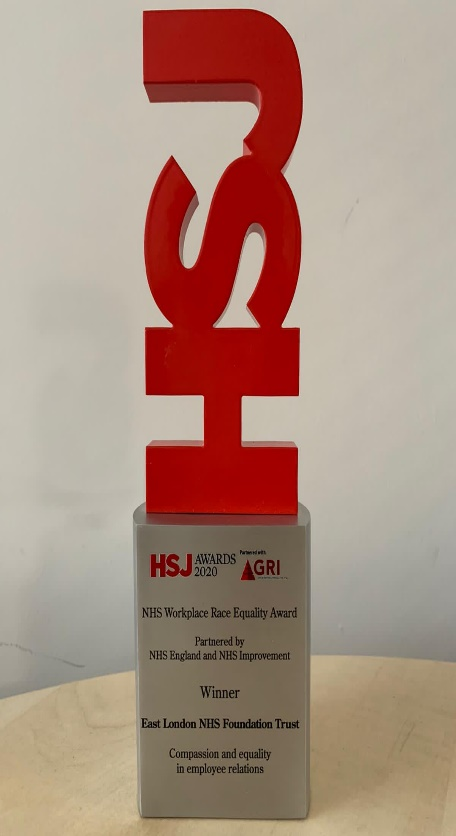 HSJ
HSJ AWARDS 2020
Partnered with
AGRI
NHS Workplace Race Equality Award
Partnered by
NHS England and NHS Improvement
Winner
East London NHS Foundation Trust
Compassion and equality
in employee relations